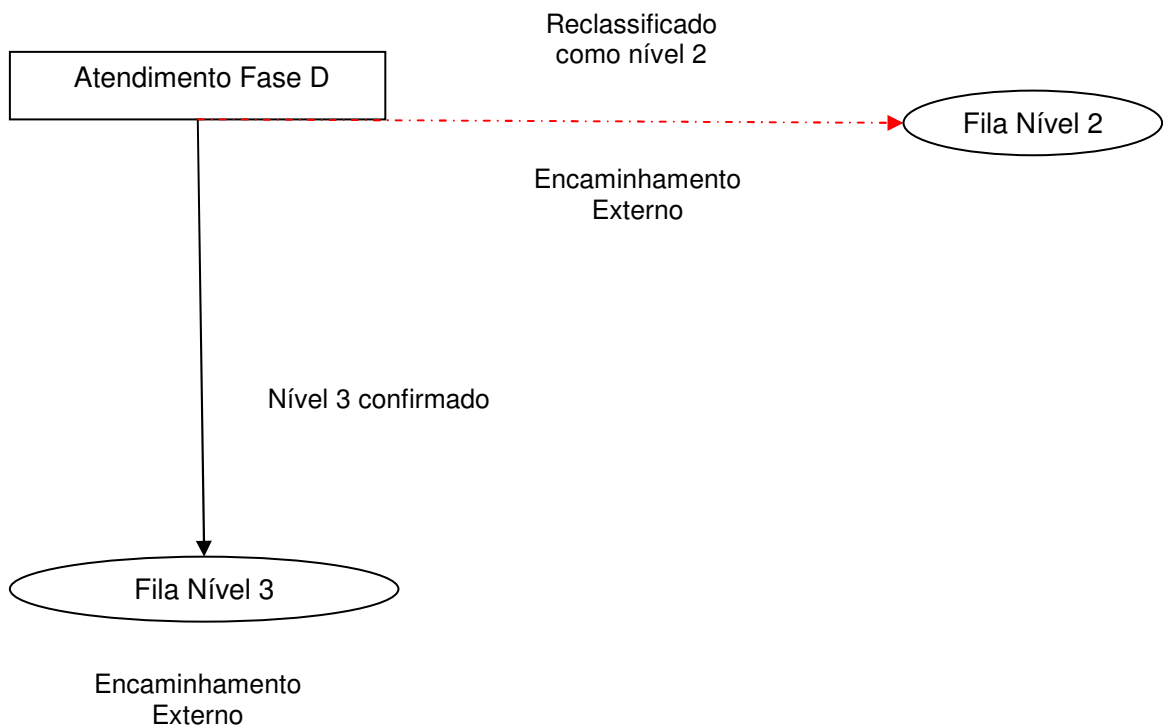 Reclassificado
como nível 2
Atendimento Fase D
Fila Nível 2
Encaminhamento
Externo
Nível 3 confirmado
Fila Nível 3
Encaminhamento
Externo